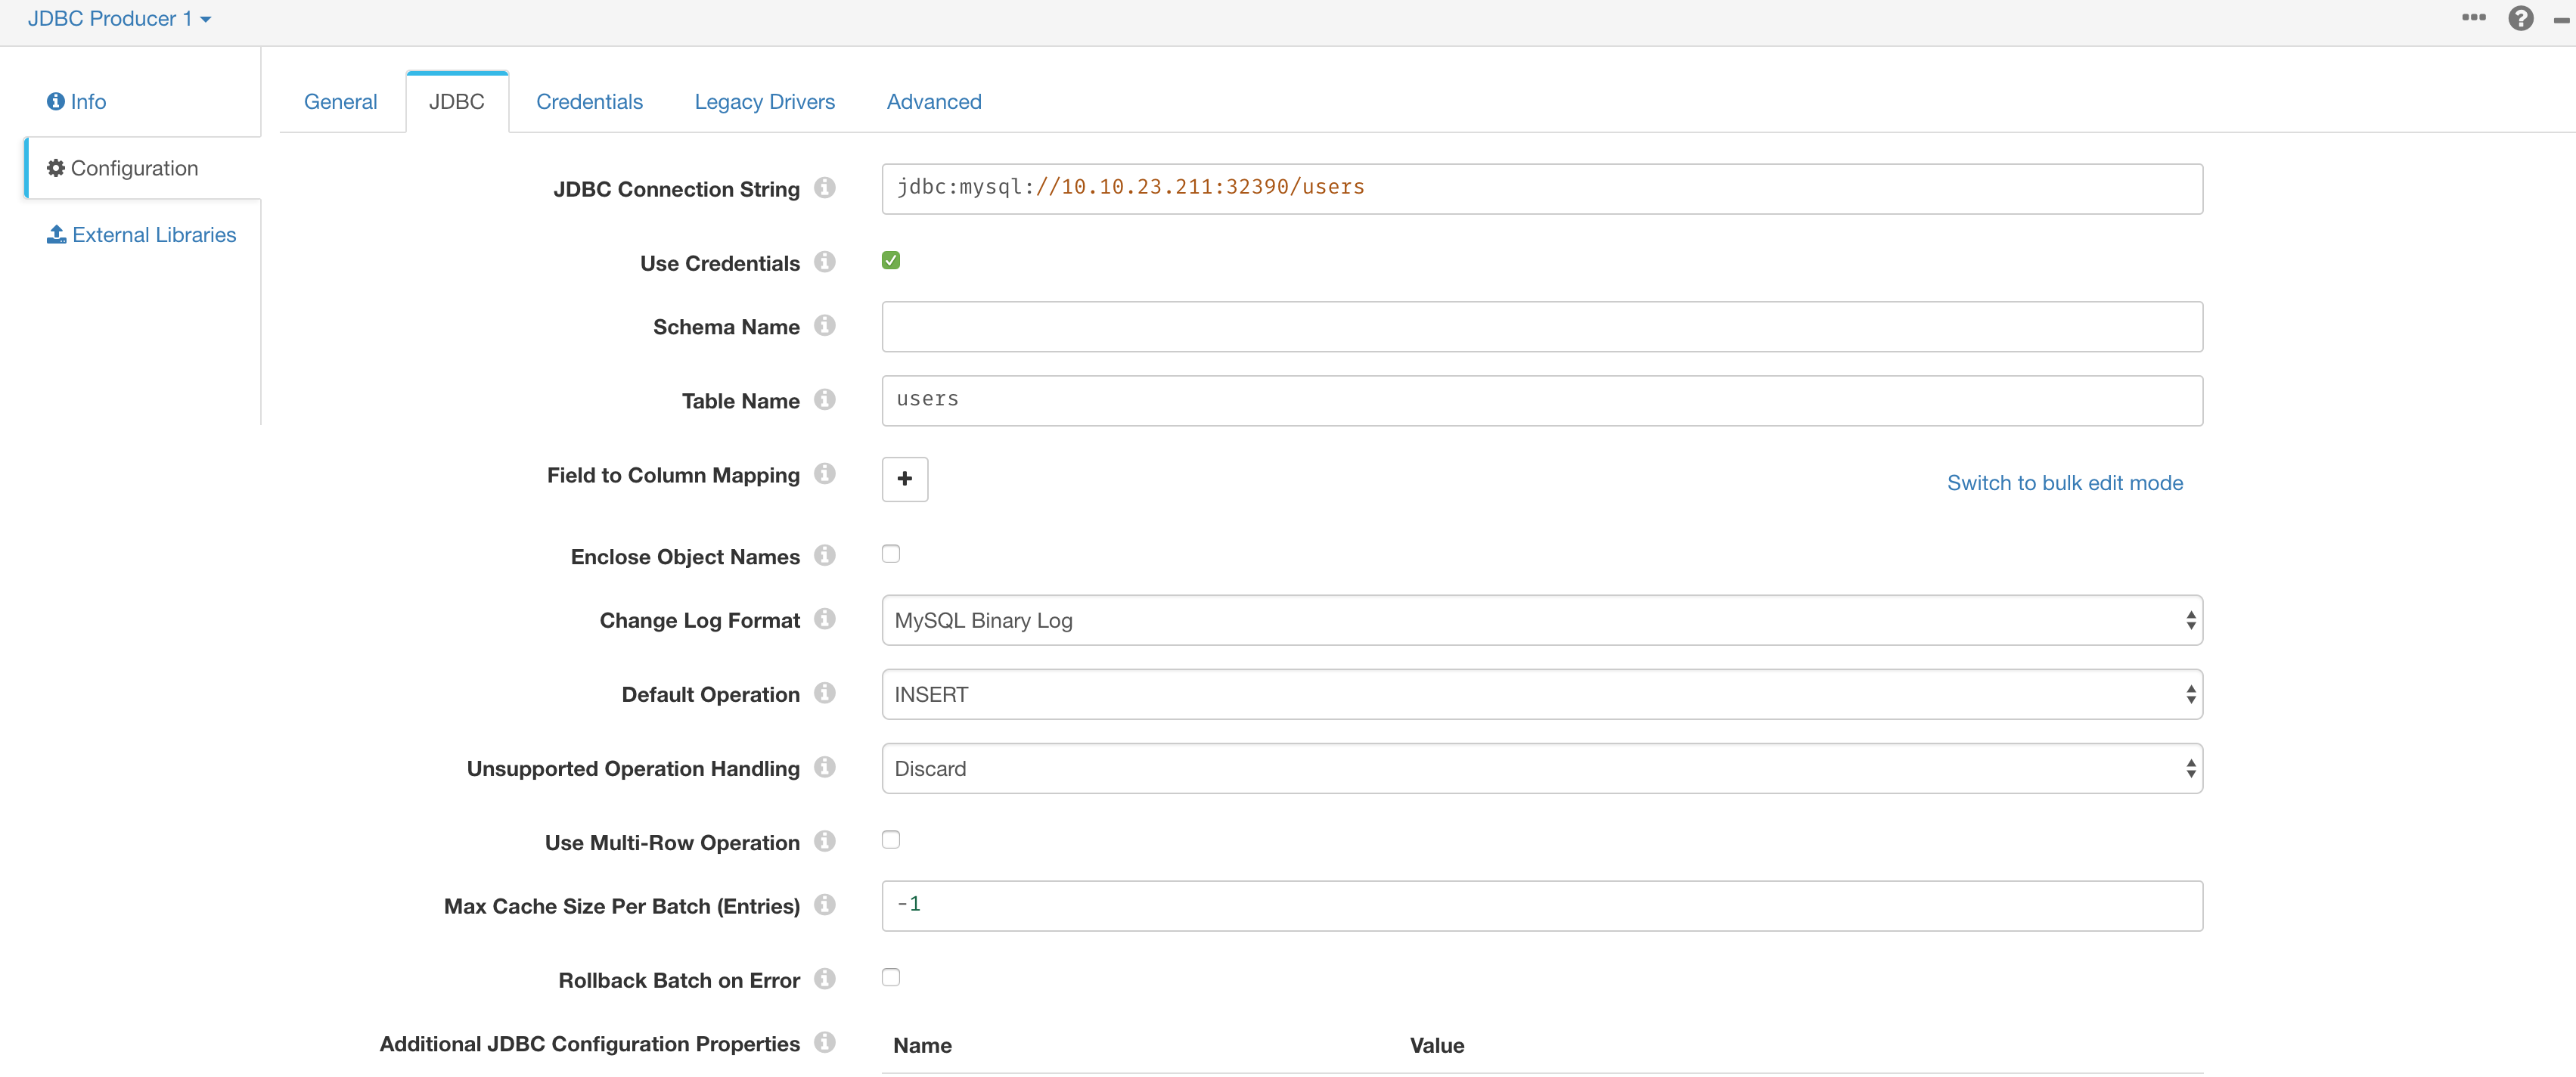 JDBC Producer 1
Info
Configuration
External Libraries
General JDBC Credentials Legacy Drivers Advanced
JDBC Connection String jdbc:mysql://10.10.23.211:32390/users
Use Credentials
Schema Name
Table Name users
Field to Column Mapping + Switch to bulk edit mode
Enclose Object Names
Change Log Format MySQL Binary Log
Default Operation INSERT
Unsupported Operation Handling Discard
Use Multi-Row Operation
Max Cache Size Per Batch (Entries) -1
Rollback Batch on Error
Additional JDBC Configuration Properties Name Value